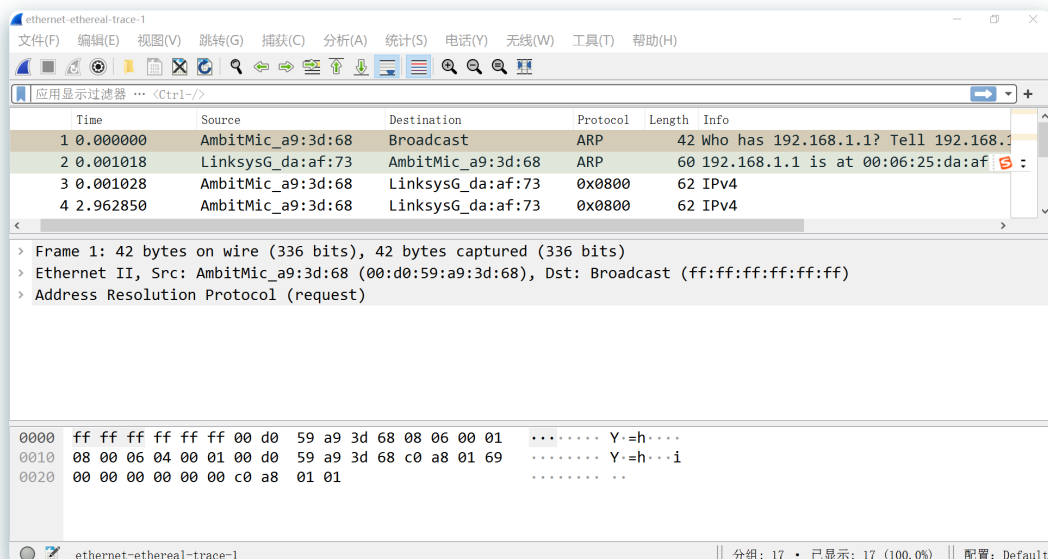 ethernet-ethereal-trace-1
文件(F) 编辑(E) 视图(V) 跳转(G) 捕获(C) 分析(A) 统计(S) 电话(Y) 无线(W) 工具(T) 帮助(H)
应用显示过滤器 … <Ctrl-/>
Time Source Destination Protocol Length Info
1 0.000000 AmbitMic_a9:3d:68 Broadcast ARP 42 Who has 192.168.1.1? Tell 192.168.1
2 0.001018 LinksysG_da:af:73 AmbitMic_a9:3d:68 ARP 60 192.168.1.1 is at 00:06:25:da:af
3 0.001028 AmbitMic_a9:3d:68 LinksysG_da:af:73 0x0800 62 IPv4
4 2.962850 AmbitMic_a9:3d:68 LinksysG_da:af:73 0x0800 62 IPv4
Frame 1: 42 bytes on wire (336 bits), 42 bytes captured (336 bits)
Ethernet II, Src: AmbitMic_a9:3d:68 (00:d0:59:a9:3d:68), Dst: Broadcast (ff:ff:ff:ff:ff:ff)
Address Resolution Protocol (request)
0000 ff ff ff ff ff ff 00 d0 59 a9 3d 68 08 06 00 01 ········ Y·=h····
0010 08 00 06 04 00 01 00 d0 59 a9 3d 68 c0 a8 01 69 ········ Y·=h···i
0020 00 00 00 00 00 00 c0 a8 01 01 ········ ··
ethernet-ethereal-trace-1 分组: 17 · 已显示: 17 (100.0%) 配置: Default